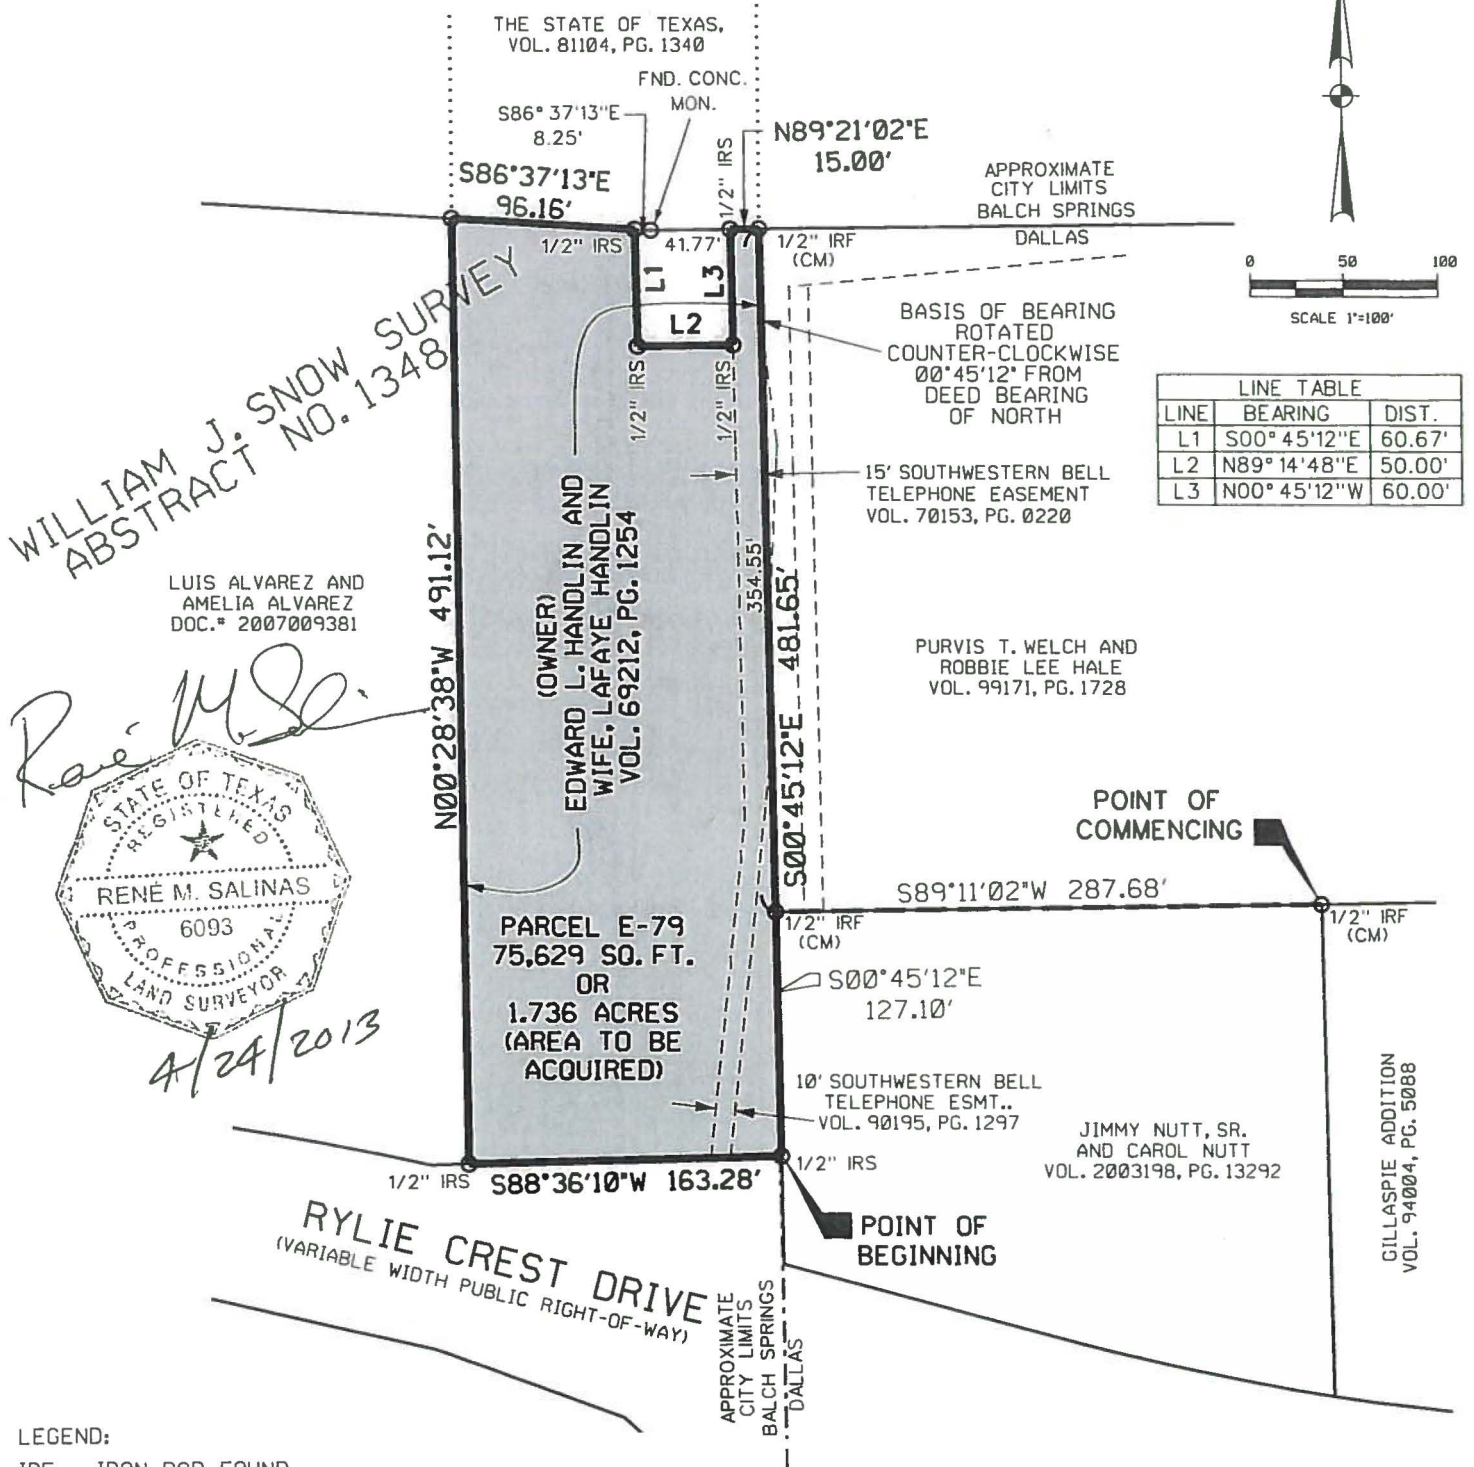 THE STATE OF TEXAS,
VOL. 81104, PG. 1340
FND. CONC.
MON.
S86°37'13"E
8.25'
N89°21'02"E
15.00'
S86°37'13"E
96.16'
1/2" IRS
1/2" IRS
41.77'
1/2" IRF
(CM)
APPROXIMATE
CITY LIMITS
BALCH SPRINGS
DALLAS
0 50 100
SCALE 1"=100'
L1
L3
L2
1/2" IRS
1/2" IRS
BASIS OF BEARING
ROTATED
COUNTER-CLOCKWISE
00°45'12" FROM
DEED BEARING
OF NORTH
LINE TABLE
LINE BEARING DIST.
L1 S00°45'12"E 60.67'
L2 N89°14'48"E 50.00'
L3 N00°45'12"W 60.00'
WILLIAM J. SNOW SURVEY
ABSTRACT NO. 1348
15' SOUTHWESTERN BELL
TELEPHONE EASEMENT
VOL. 70153, PG. 0220
LUIS ALVAREZ AND
AMELIA ALVAREZ
DOC.# 2007009381
N00°28'38"W 491.12'
(OWNER)
EDWARD L. HANDLIN AND
WIFE, LAFAYE HANDLIN
VOL. 69212, PG. 1254
354.55'
S00°45'12"E 481.65'
PURVIS T. WELCH AND
ROBBIE LEE HALE
VOL. 99171, PG. 1728
René M. Sali
STATE OF TEXAS
REGISTERED
RENÉ M. SALINAS
6093
PROFESSIONAL
LAND SURVEYOR
4/24/2013
POINT OF
COMMENCING
S89°11'02"W 287.68'
1/2" IRF
(CM)
1/2" IRF
(CM)
PARCEL E-79
75,629 SQ. FT.
OR
1.736 ACRES
(AREA TO BE
ACQUIRED)
S00°45'12"E
127.10'
10' SOUTHWESTERN BELL
TELEPHONE ESMT..
VOL. 90195, PG. 1297
JIMMY NUTT, SR.
AND CAROL NUTT
VOL. 2003198, PG. 13292
GILLASPIE ADDITION
VOL. 94004, PG. 5088
1/2" IRS
S88°36'10"W 163.28'
1/2" IRS
POINT OF
BEGINNING
RYLIE CREST DRIVE
(VARIABLE WIDTH PUBLIC RIGHT-OF-WAY)
APPROXIMATE
CITY LIMITS
BALCH SPRINGS
DALLAS
LEGEND:
IRF - IRON ROD FOUND